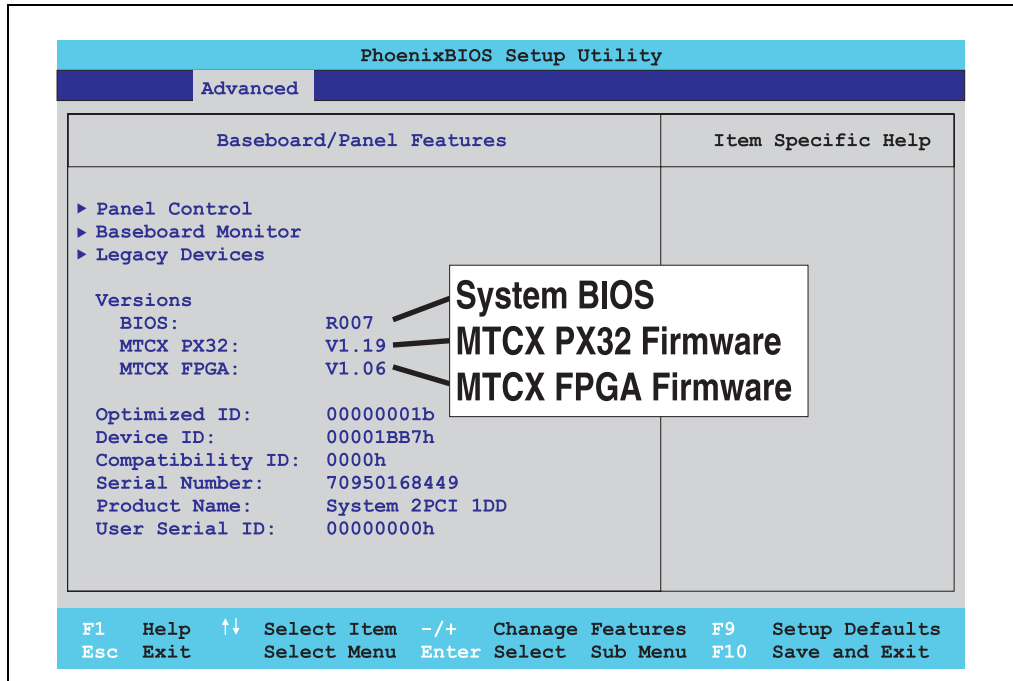 PhoenixBIOS Setup Utility
Advanced
Baseboard/Panel Features
Item Specific Help
Panel Control
Baseboard Monitor
Legacy Devices
Versions
BIOS: R007
MTCX PX32: V1.19
MTCX FPGA: V1.06
System BIOS
MTCX PX32 Firmware
MTCX FPGA Firmware
Optimized ID: 00000001b
Device ID: 00001BB7h
Compatibility ID: 0000h
Serial Number: 70950168449
Product Name: System 2PCI 1DD
User Serial ID: 00000000h
F1 Help ↑↓ Select Item -/+ Chanage Features F9 Setup Defaults
Esc Exit Select Menu Enter Select Sub Menu F10 Save and Exit